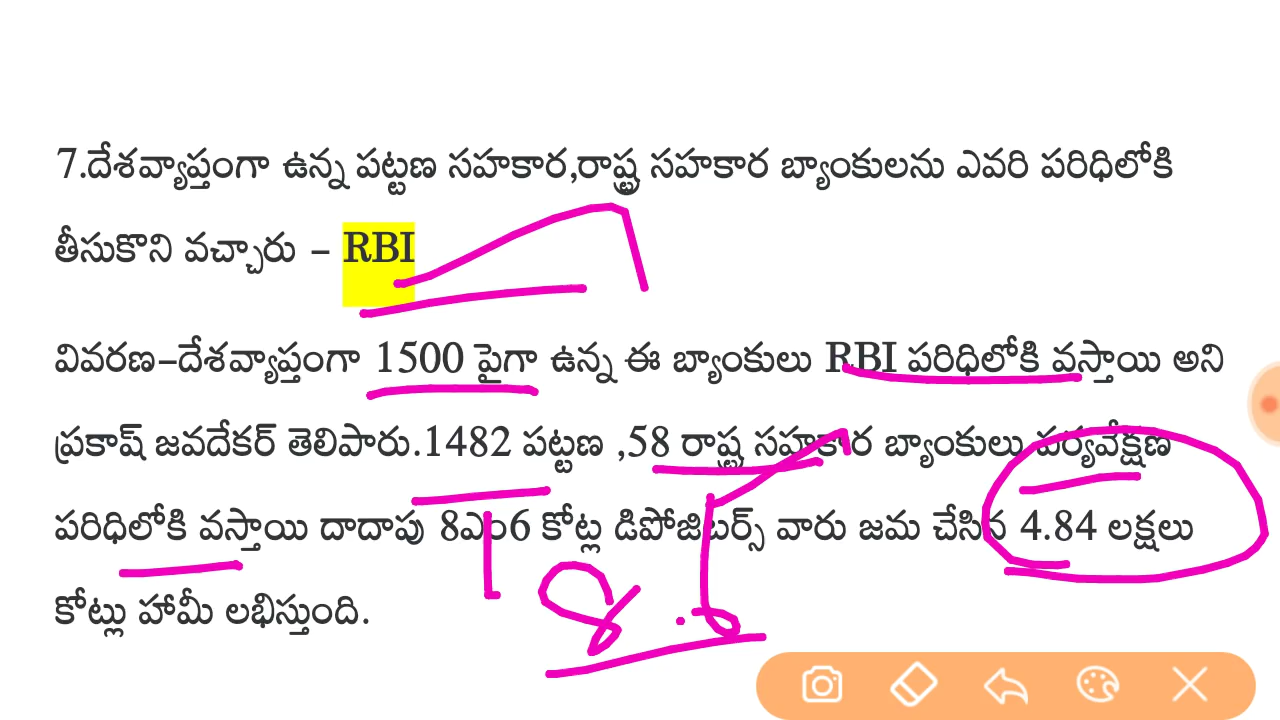 7.దేశవ్యాప్తంగా ఉన్న పట్టణ సహకార,రాష్ట్ర సహకార బ్యాంకులను ఎవరి పరిధిలోకి
తీసుకొని వచ్చారు – RBI
వివరణ–దేశవ్యాప్తంగా 1500 పైగా ఉన్న ఈ బ్యాంకులు RBI పరిధిలోకి వస్తాయి అని
ప్రకాష్ జవదేకర్ తెలిపారు.1482 పట్టణ ,58 రాష్ట్ర సహకార బ్యాంకులు పర్యవేక్షణ
పరిధిలోకి వస్తాయి దాదాపు 8ఎం6 కోట్ల డిపోజిటర్స్ వారు జమ చేసిన 4.84 లక్షలు
కోట్లు హామీ లభిస్తుంది.
8.6